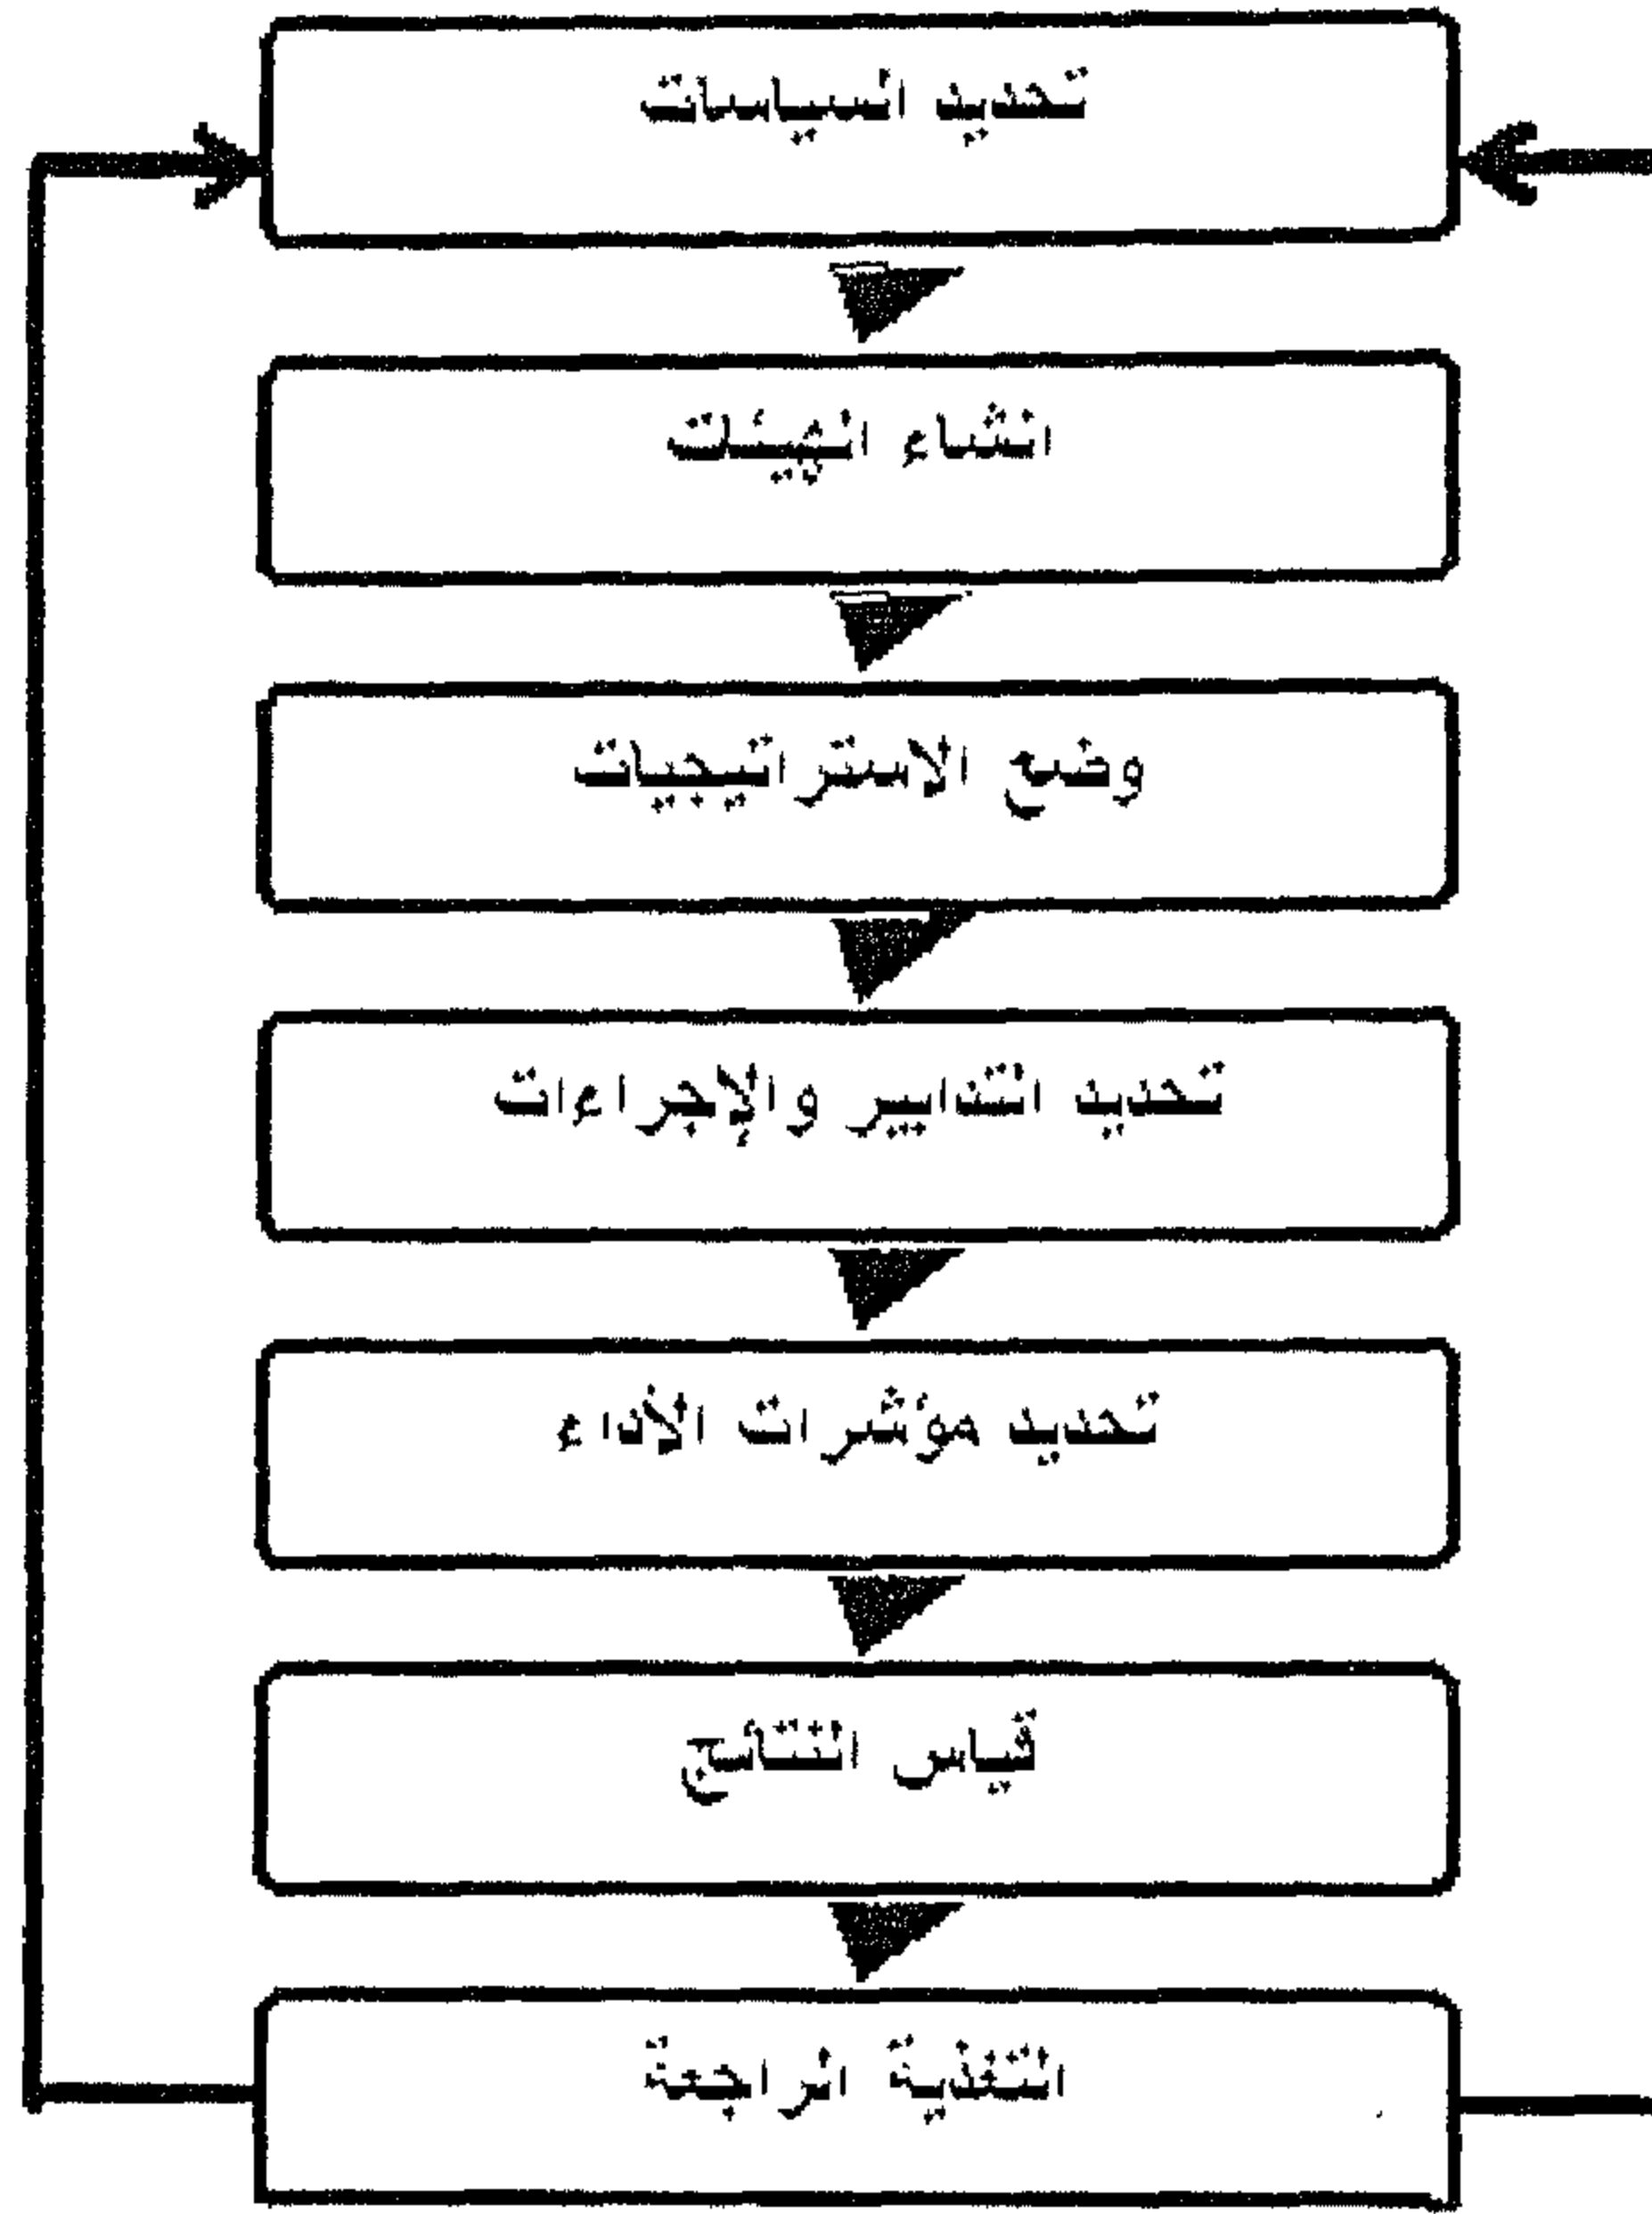 تحديد السياسات
انشاء الهيئات
وضع الاستراتيجيات
تحديد التدابير والإجراءات
تحديد مؤشرات الأداء
قياس النتائج
التغذية الراجعة